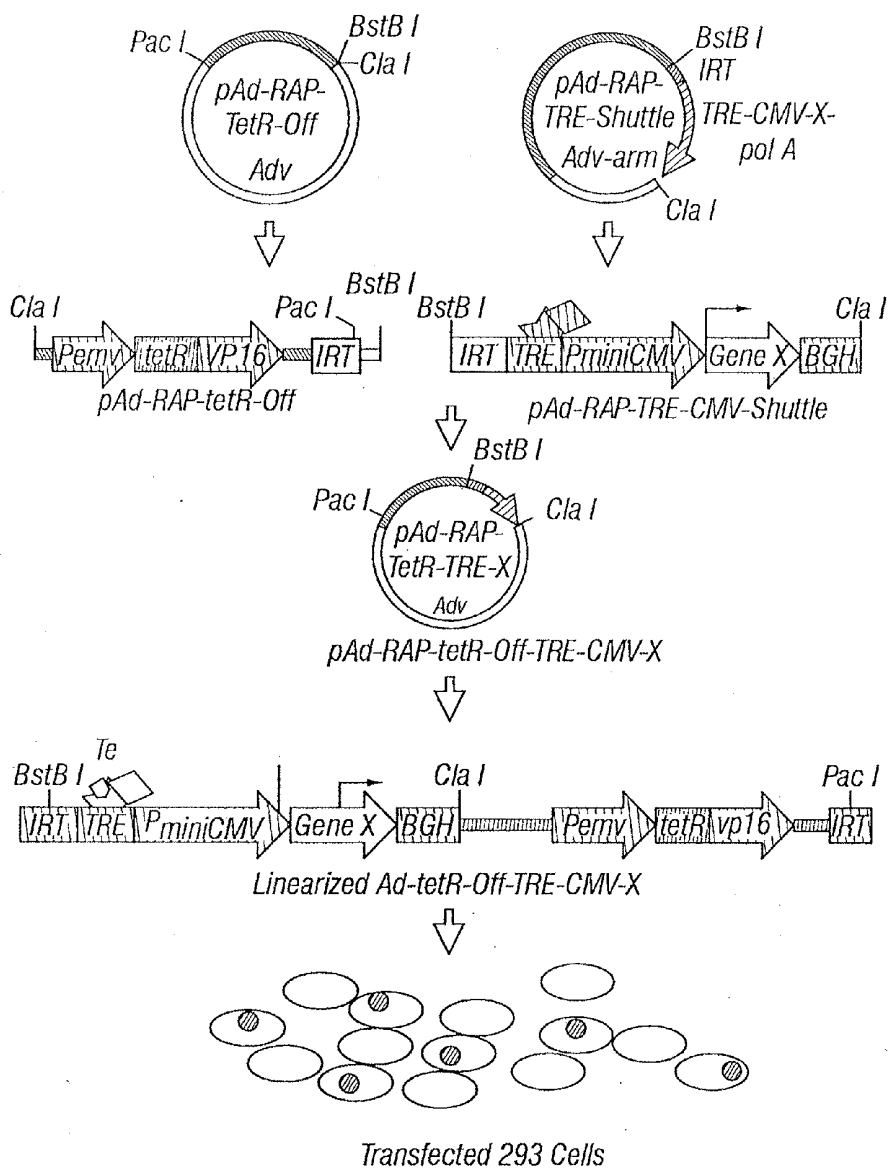 Pac I
BstB I
Cla I
pAd-RAP-
TetR-Off
Adv
BstB I
IRT
pAd-RAP-
TRE-Shuttle
TRE-CMV-X-
pol A
Adv-arm
Cla I
Cla I
Pac I
BstB I
Pemv
tetR
VP16
IRT
pAd-RAP-tetR-Off
BstB I
Cla I
IRT
TRE
PminiCMV
Gene X
BGH
pAd-RAP-TRE-CMV-Shuttle
BstB I
Pac I
Cla I
pAd-RAP-
TetR-TRE-X
Adv
pAd-RAP-tetR-Off-TRE-CMV-X
Te
BstB I
Cla I
Pac I
IRT
TRE
PminiCMV
Gene X
BGH
Pemv
tetR
vp16
IRT
Linearized Ad-tetR-Off-TRE-CMV-X
Transfected 293 Cells